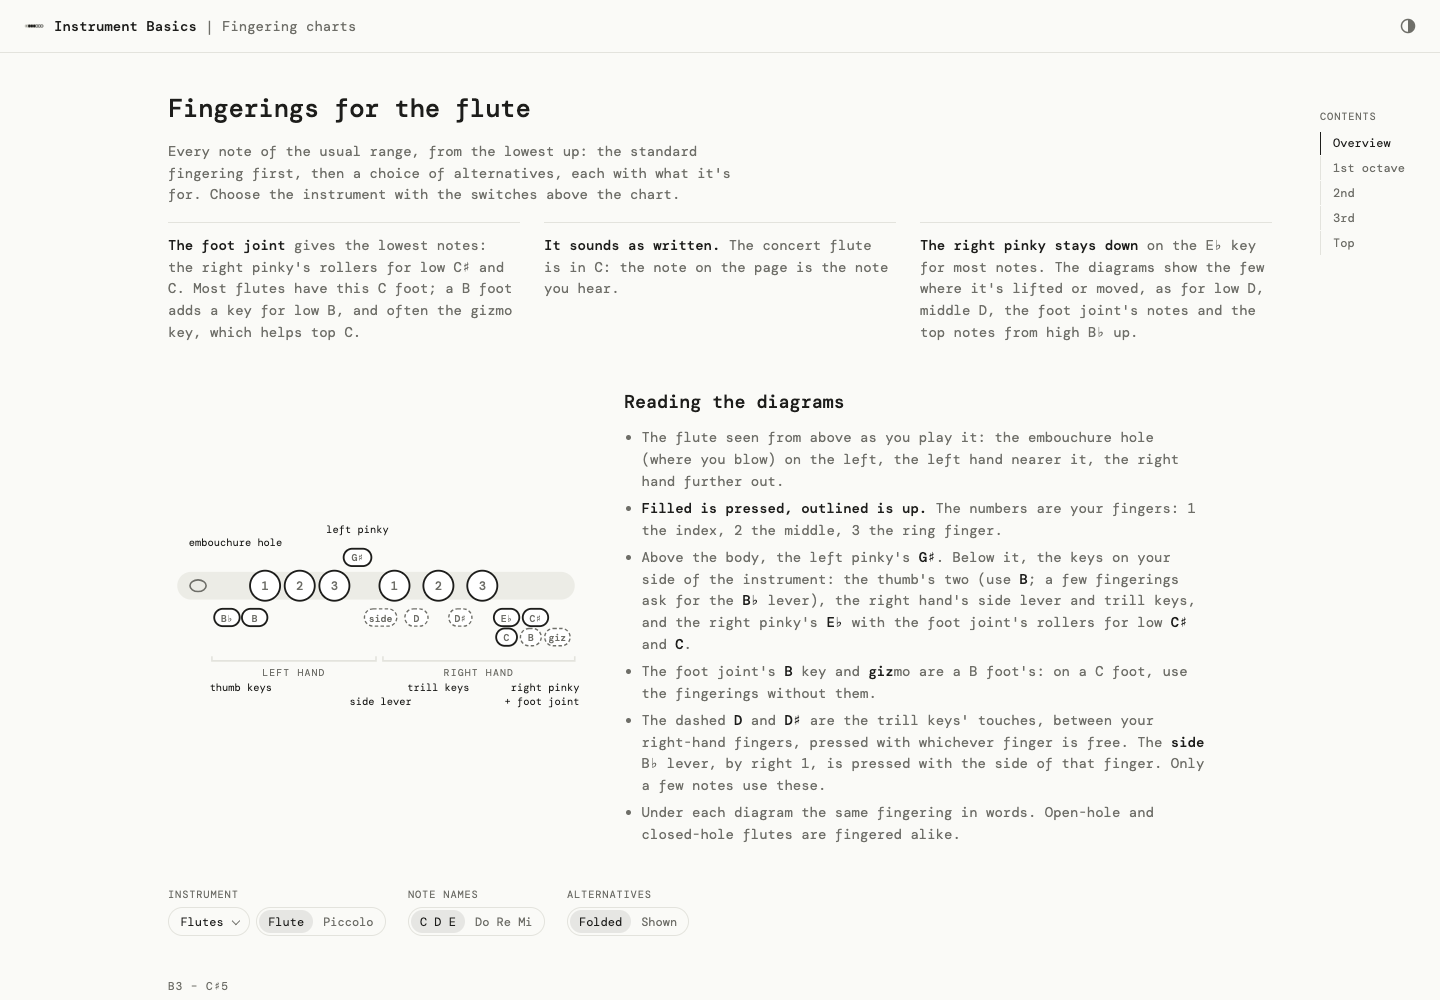 Instrument Basics | Fingering charts
Fingerings for the flute
Every note of the usual range, from the lowest up: the standard
fingering first, then a choice of alternatives, each with what it's
for. Choose the instrument with the switches above the chart.
CONTENTS
Overview
1st octave
2nd
3rd
Top
The foot joint gives the lowest notes:
the right pinky's rollers for low C♯ and
C. Most flutes have this C foot; a B foot
adds a key for low B, and often the gizmo
key, which helps top C.
It sounds as written. The concert flute
is in C: the note on the page is the note
you hear.
The right pinky stays down on the E♭ key
for most notes. The diagrams show the few
where it's lifted or moved, as for low D,
middle D, the foot joint's notes and the
top notes from high B♭ up.
left pinky
embouchure hole
G♯
1 2 3 1 2 3
B♭ B side D D♯ E♭ C♯
C B giz
LEFT HAND RIGHT HAND
thumb keys trill keys right pinky
side lever + foot joint
Reading the diagrams
• The flute seen from above as you play it: the embouchure hole
(where you blow) on the left, the left hand nearer it, the right
hand further out.
• Filled is pressed, outlined is up. The numbers are your fingers: 1
the index, 2 the middle, 3 the ring finger.
• Above the body, the left pinky's G♯. Below it, the keys on your
side of the instrument: the thumb's two (use B; a few fingerings
ask for the B♭ lever), the right hand's side lever and trill keys,
and the right pinky's E♭ with the foot joint's rollers for low C♯
and C.
• The foot joint's B key and gizmo are a B foot's: on a C foot, use
the fingerings without them.
• The dashed D and D♯ are the trill keys' touches, between your
right-hand fingers, pressed with whichever finger is free. The side
B♭ lever, by right 1, is pressed with the side of that finger. Only
a few notes use these.
• Under each diagram the same fingering in words. Open-hole and
closed-hole flutes are fingered alike.
INSTRUMENT
Flutes Flute Piccolo
NOTE NAMES
C D E Do Re Mi
ALTERNATIVES
Folded Shown
B3 – C♯5